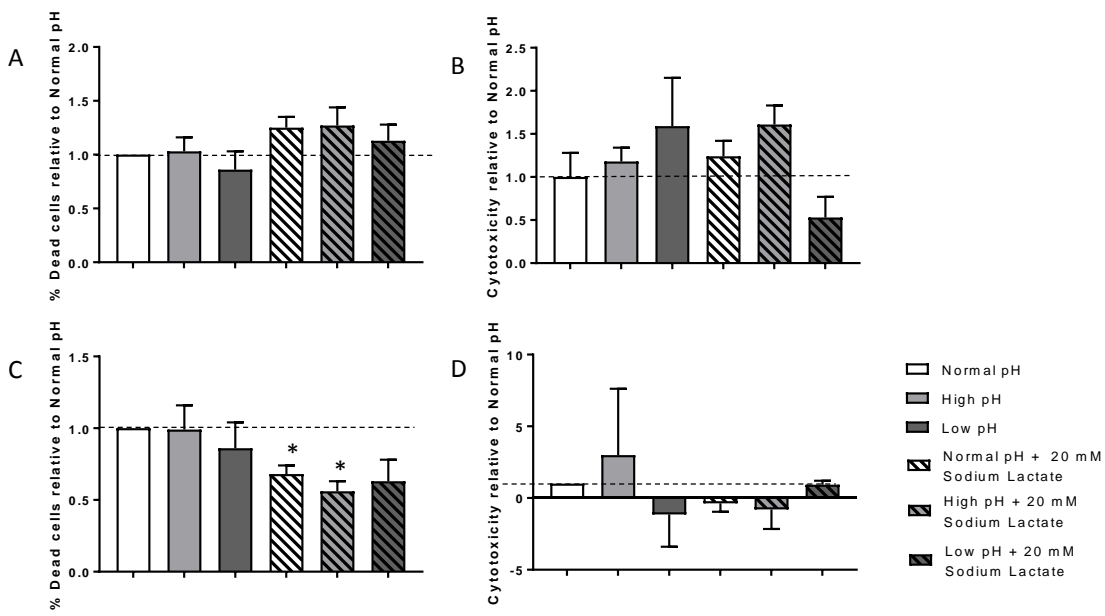 A
% Dead cells relative to Normal pH
2.0
1.5
1.0
0.5
0.0
B
Cytotoxicity relative to Normal pH
2.5
2.0
1.5
1.0
0.5
0.0
C
% Dead cells relative to Normal pH
1.5
1.0
0.5
0.0
* *
D
Cytotoxicity relative to Normal pH
10
5
0
-5
Normal pH
High pH
Low pH
Normal pH + 20 mM
Sodium Lactate
High pH + 20 mM
Sodium Lactate
Low pH + 20 mM
Sodium Lactate